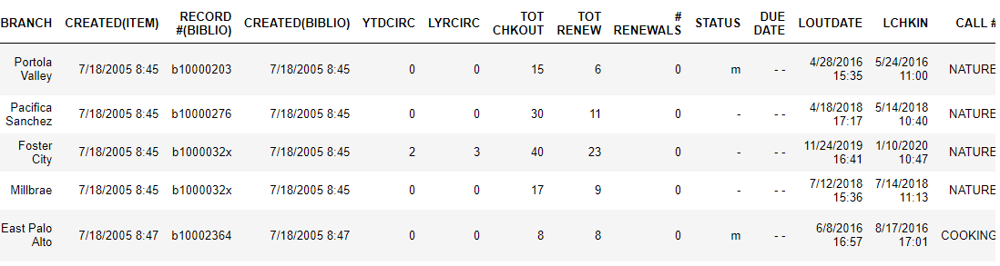 BRANCH CREATED(ITEM) RECORD #(BIBLIO) CREATED(BIBLIO) YTDCIRC LYRCIRC TOT CHKOUT TOT RENEW # RENEWALS STATUS DUE DATE LOUTDATE LCHKIN CALL #
Portola Valley 7/18/2005 8:45 b10000203 7/18/2005 8:45 0 0 15 6 0 m - - 4/28/2016 15:35 5/24/2016 11:00 NATURE
Pacifica Sanchez 7/18/2005 8:45 b10000276 7/18/2005 8:45 0 0 30 11 0 - - - 4/18/2018 17:17 5/14/2018 10:40 NATURE
Foster City 7/18/2005 8:45 b1000032x 7/18/2005 8:45 2 3 40 23 0 - - - 11/24/2019 16:41 1/10/2020 10:47 NATURE
Millbrae 7/18/2005 8:45 b1000032x 7/18/2005 8:45 0 0 17 9 0 - - - 7/12/2018 15:36 7/14/2018 11:13 NATURE
East Palo Alto 7/18/2005 8:47 b10002364 7/18/2005 8:47 0 0 8 8 0 m - - 6/8/2016 16:57 8/17/2016 17:01 COOKING